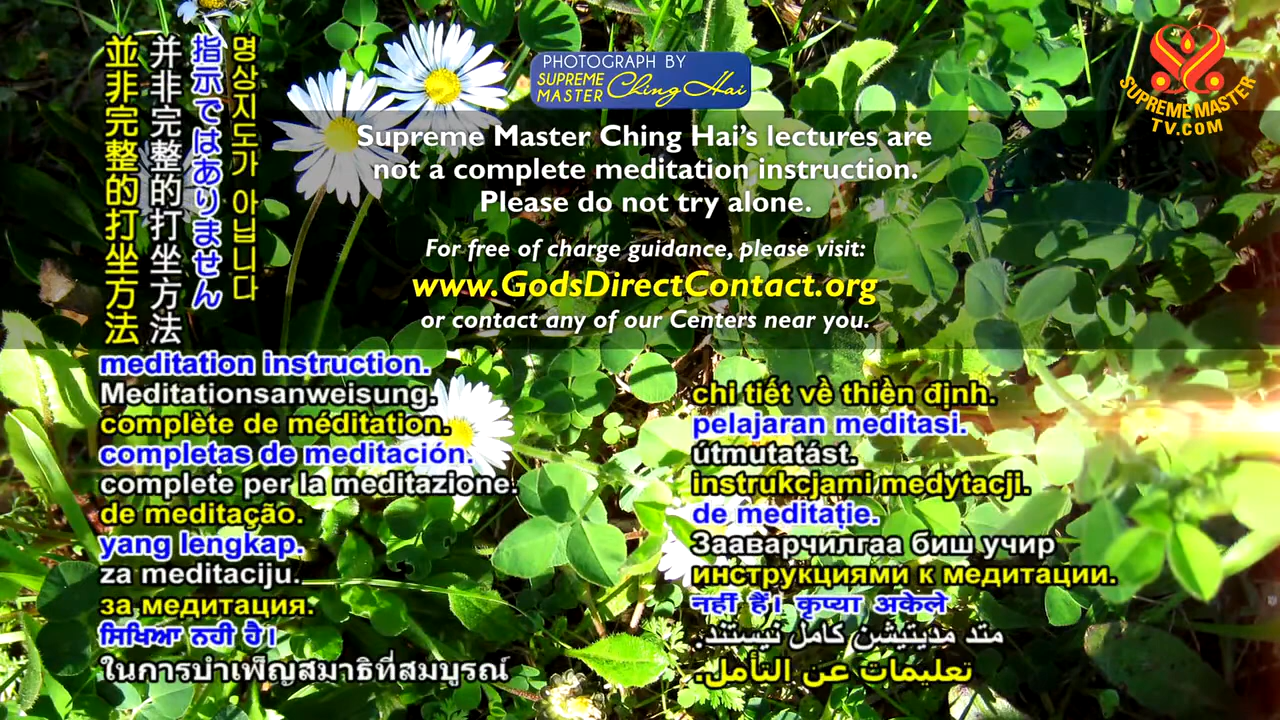 並非完整的打坐方法
并非完整的打坐方法
指示ではありません
명상지도가 아닙니다
PHOTOGRAPH BY
SUPREME MASTER Ching Hai
SUPREME MASTER
TV.COM
Supreme Master Ching Hai’s lectures are
not a complete meditation instruction.
Please do not try alone.
For free of charge guidance, please visit:
www.GodsDirectContact.org
or contact any of our Centers near you.
meditation instruction.
Meditationsanweisung.
complète de méditation.
completas de meditación.
complete per la meditazione.
de meditação.
yang lengkap.
za meditaciju.
за медитация.
ਸਿਖਿਆ ਨਹੀ ਹੈ।
ในการบำเพ็ญสมาธิที่สมบูรณ์
chi tiết về thiền định.
pelajaran meditasi.
útmutatást.
instrukcjami medytacji.
de meditație.
Зааварчилгаа биш учир
инструкциями к медитации.
नहीं हैं। कृप्या अकेले
متد مديتيشن كامل نيستند.
تعليمات عن التأمل.